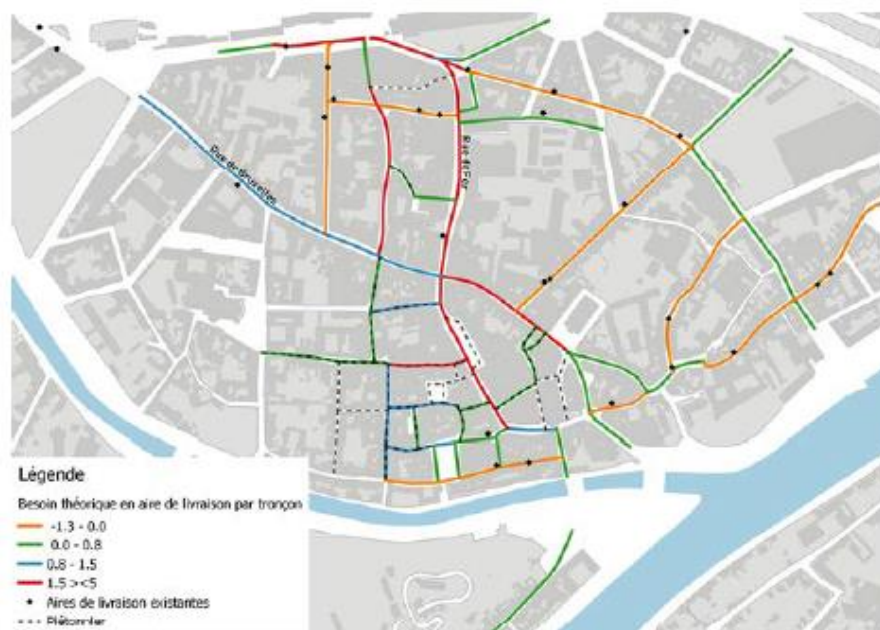 Rue de Bruxelles
Rue de Fer
Légende
Besoin théorique en aire de livraison par tronçon
-1.3 - 0.0
0.0 - 0.8
0.8 - 1.5
1.5 ><5
Aires de livraison existantes
Piétonnier